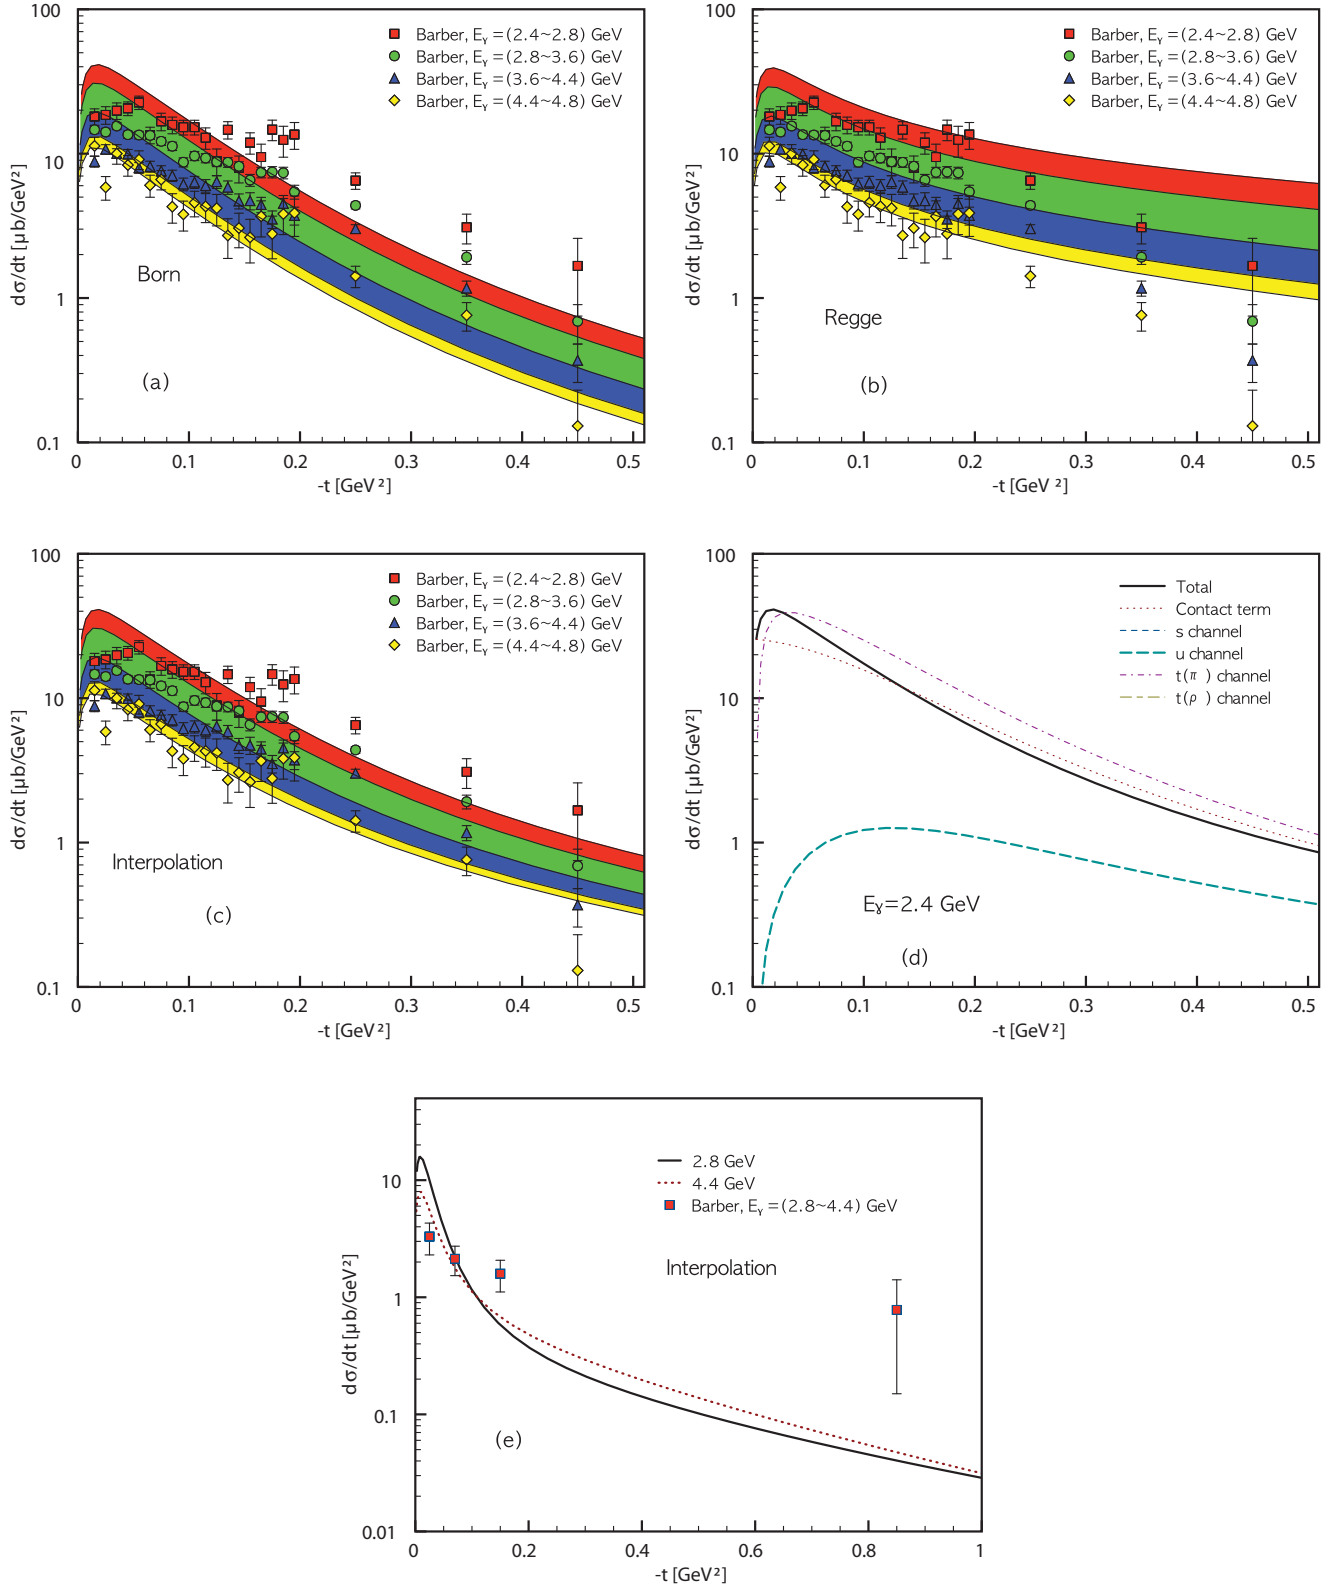 100
10
1
0.1
dσ/dt [μb/GeV²]
Barber, Eγ =(2.4~2.8) GeV
Barber, Eγ =(2.8~3.6) GeV
Barber, Eγ =(3.6~4.4) GeV
Barber, Eγ =(4.4~4.8) GeV
Born
(a)
0 0.1 0.2 0.3 0.4 0.5
-t [GeV²]
100
10
1
0.1
dσ/dt [μb/GeV²]
Barber, Eγ =(2.4~2.8) GeV
Barber, Eγ =(2.8~3.6) GeV
Barber, Eγ =(3.6~4.4) GeV
Barber, Eγ =(4.4~4.8) GeV
Regge
(b)
0 0.1 0.2 0.3 0.4 0.5
-t [GeV²]
100
10
1
0.1
dσ/dt [μb/GeV²]
Barber, Eγ =(2.4~2.8) GeV
Barber, Eγ =(2.8~3.6) GeV
Barber, Eγ =(3.6~4.4) GeV
Barber, Eγ =(4.4~4.8) GeV
Interpolation
(c)
0 0.1 0.2 0.3 0.4 0.5
-t [GeV²]
100
10
1
0.1
dσ/dt [μb/GeV²]
Total
Contact term
s channel
u channel
t(π ) channel
t(ρ ) channel
Eγ=2.4 GeV
(d)
0 0.1 0.2 0.3 0.4 0.5
-t [GeV²]
10
1
0.1
0.01
dσ/dt [μb/GeV²]
2.8 GeV
4.4 GeV
Barber, Eγ =(2.8~4.4) GeV
Interpolation
(e)
0 0.2 0.4 0.6 0.8 1
-t [GeV²]